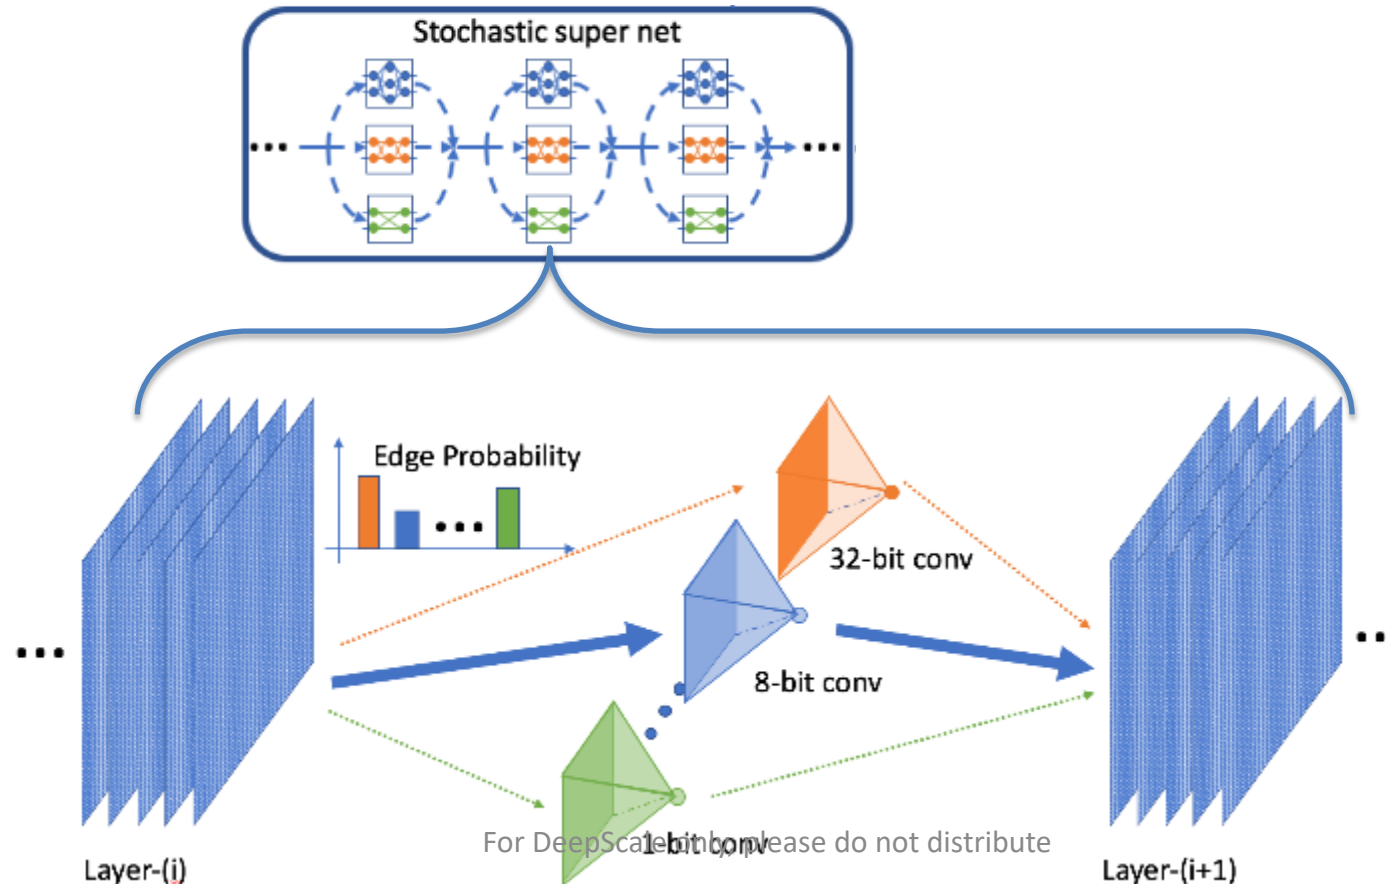 Stochastic super net
Edge Probability
32-bit conv
8-bit conv
1-bit conv
For DeepScale only, please do not distribute
Layer-(i)
Layer-(i+1)